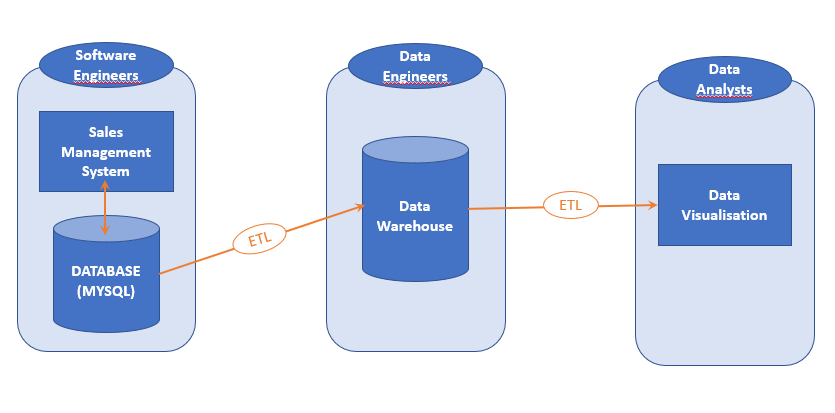 Software
Engineers
Sales
Management
System
DATABASE
(MYSQL)
ETL
Data
Engineers
Data
Warehouse
ETL
Data
Analysts
Data
Visualisation